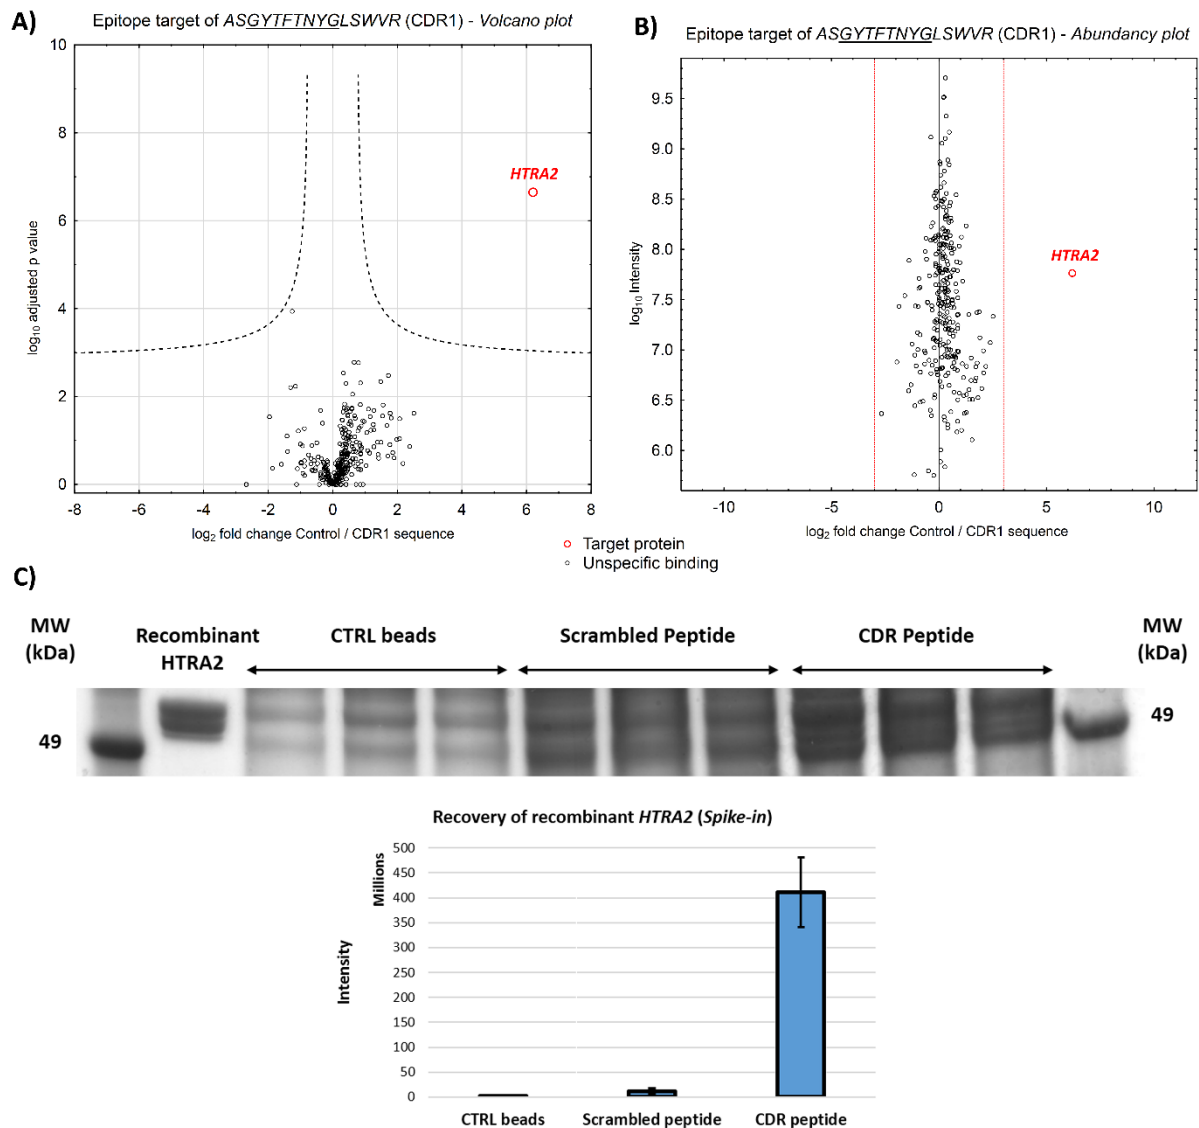 A)
Epitope target of ASGYTFTNYGLSWVR (CDR1) - Volcano plot
10
8
6
4
2
0
log10 adjusted p value
HTRA2
-8 -6 -4 -2 0 2 4 6 8
log2 fold change Control / CDR1 sequence
B)
Epitope target of ASGYTFTNYGLSWVR (CDR1) - Abundancy plot
9.5
9.0
8.5
8.0
7.5
7.0
6.5
6.0
log10 Intensity
HTRA2
-10 -5 0 5 10
log2 fold change Control / CDR1 sequence
Target protein
Unspecific binding
C)
MW
(kDa)
Recombinant
HTRA2
CTRL beads
Scrambled Peptide
CDR Peptide
MW
(kDa)
49
49
Recovery of recombinant HTRA2 (Spike-in)
Intensity
Millions
500
450
400
350
300
250
200
150
100
50
0
CTRL beads Scrambled peptide CDR peptide